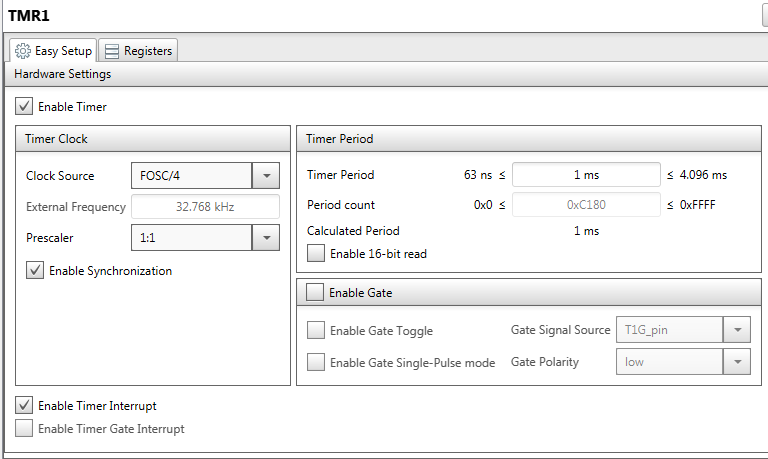 TMR1
Easy Setup Registers
Hardware Settings
Enable Timer
Timer Clock
Clock Source FOSC/4
External Frequency 32.768 kHz
Prescaler 1:1
Enable Synchronization
Timer Period
Timer Period 63 ns ≤ 1 ms ≤ 4.096 ms
Period count 0x0 ≤ 0xC180 ≤ 0xFFFF
Calculated Period 1 ms
Enable 16-bit read
Enable Gate
Enable Gate Toggle Gate Signal Source T1G_pin
Enable Gate Single-Pulse mode Gate Polarity low
Enable Timer Interrupt
Enable Timer Gate Interrupt